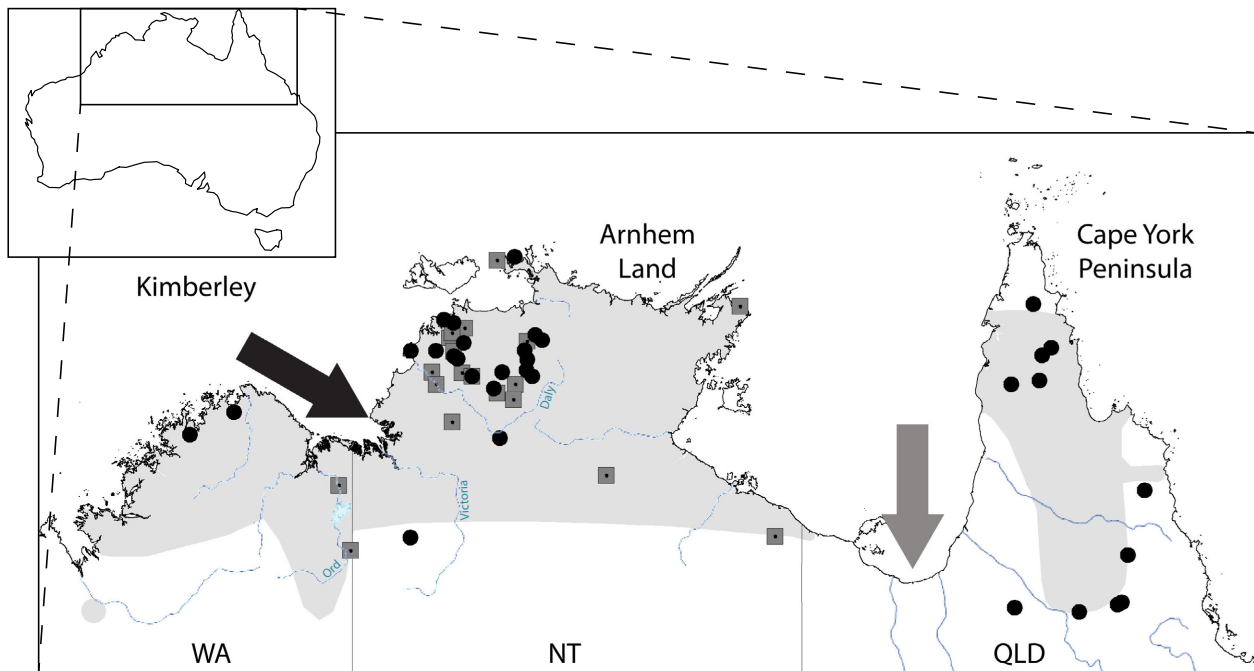 Arnhem
Land
Cape York
Peninsula
Kimberley
Daly
Victoria
Ord
WA
NT
QLD